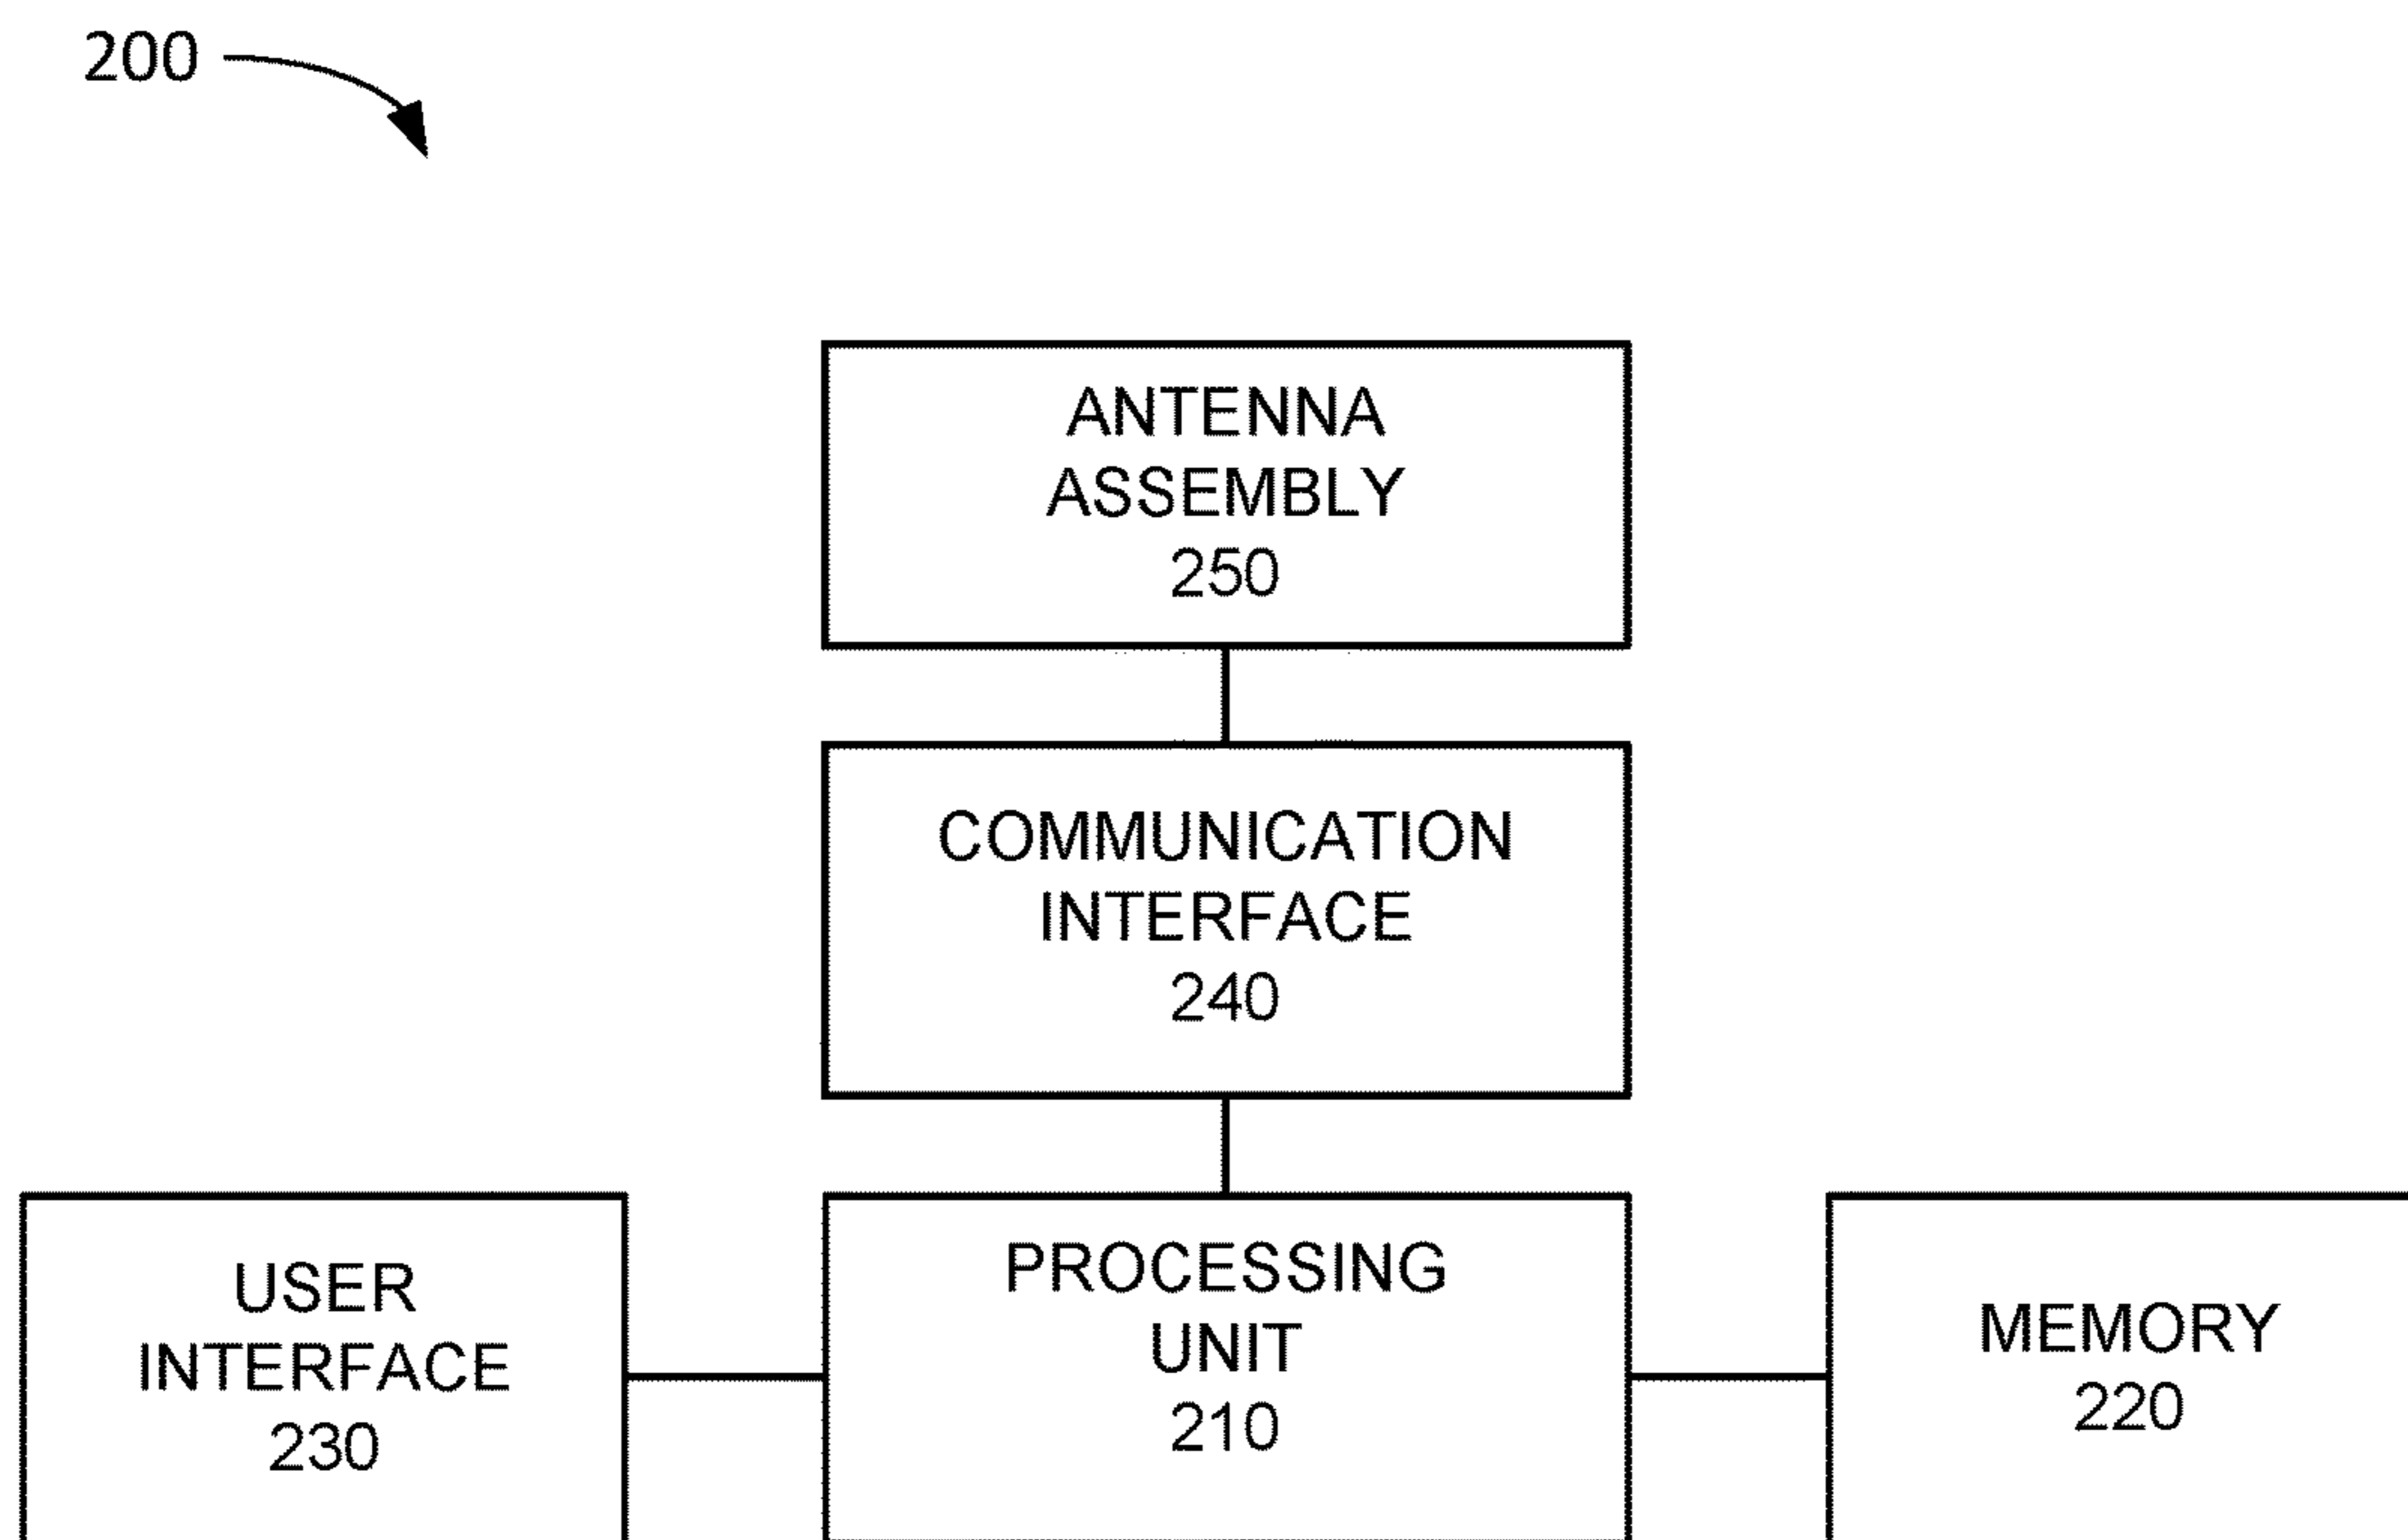 200
ANTENNA
ASSEMBLY
250
COMMUNICATION
INTERFACE
240
USER
INTERFACE
230
PROCESSING
UNIT
210
MEMORY
220